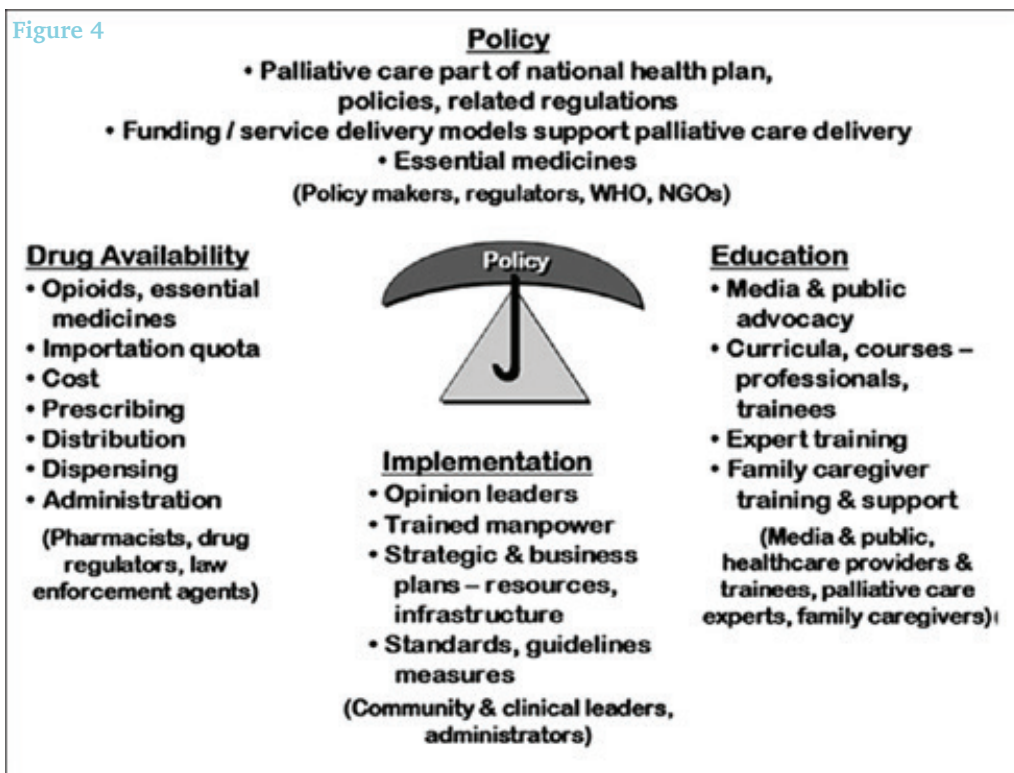 Figure 4
Policy
• Palliative care part of national health plan,
policies, related regulations
• Funding / service delivery models support palliative care delivery
• Essential medicines
(Policy makers, regulators, WHO, NGOs)
Drug Availability
• Opioids, essential
medicines
• Importation quota
• Cost
• Prescribing
• Distribution
• Dispensing
• Administration
(Pharmacists, drug
regulators, law
enforcement agents)
Policy
Implementation
• Opinion leaders
• Trained manpower
• Strategic & business
plans – resources,
infrastructure
• Standards, guidelines
measures
(Community & clinical leaders,
administrators)
Education
• Media & public
advocacy
• Curricula, courses –
professionals,
trainees
• Expert training
• Family caregiver
training & support
(Media & public,
healthcare providers &
trainees, palliative care
experts, family caregivers)(